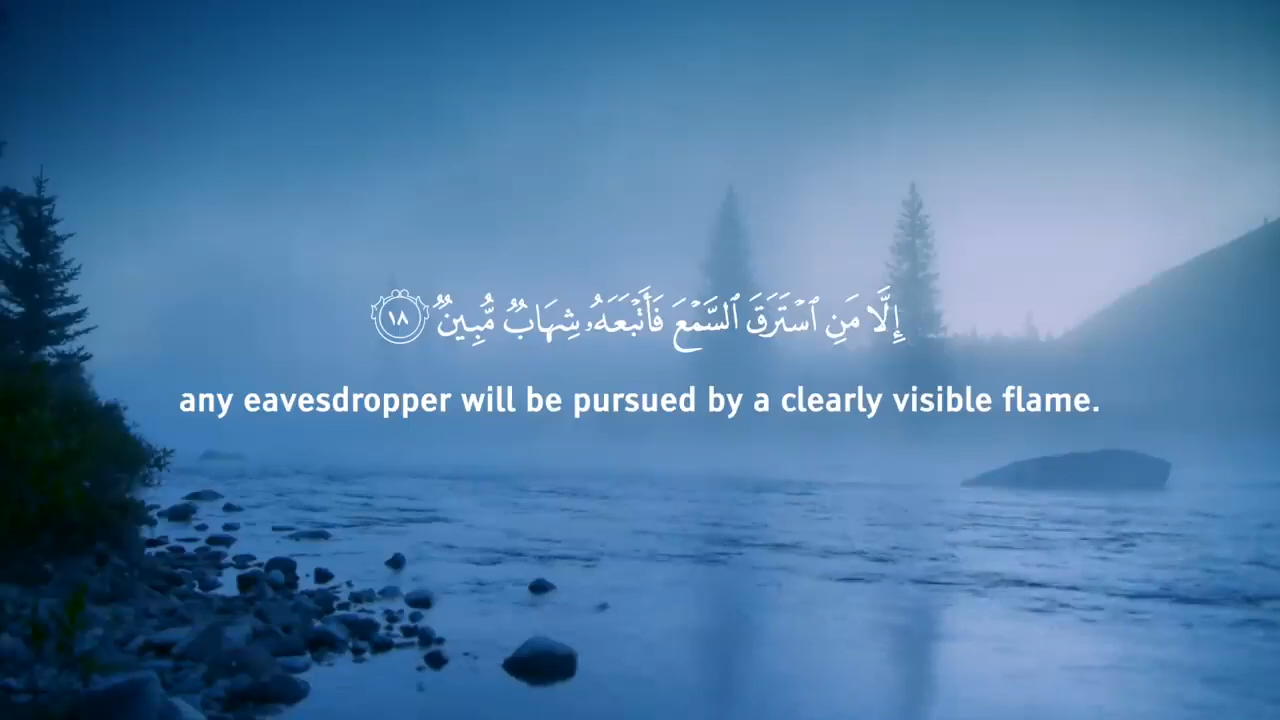 إِلَّا مَنِ ٱسْتَرَقَ ٱلسَّمْعَ فَأَتْبَعَهُۥ شِهَابٌ مُّبِينٌ ١٨
any eavesdropper will be pursued by a clearly visible flame.